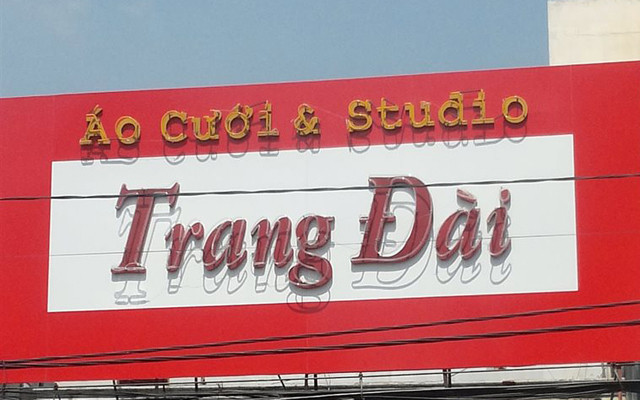 Áo Cưới & Studio
Trang Đài